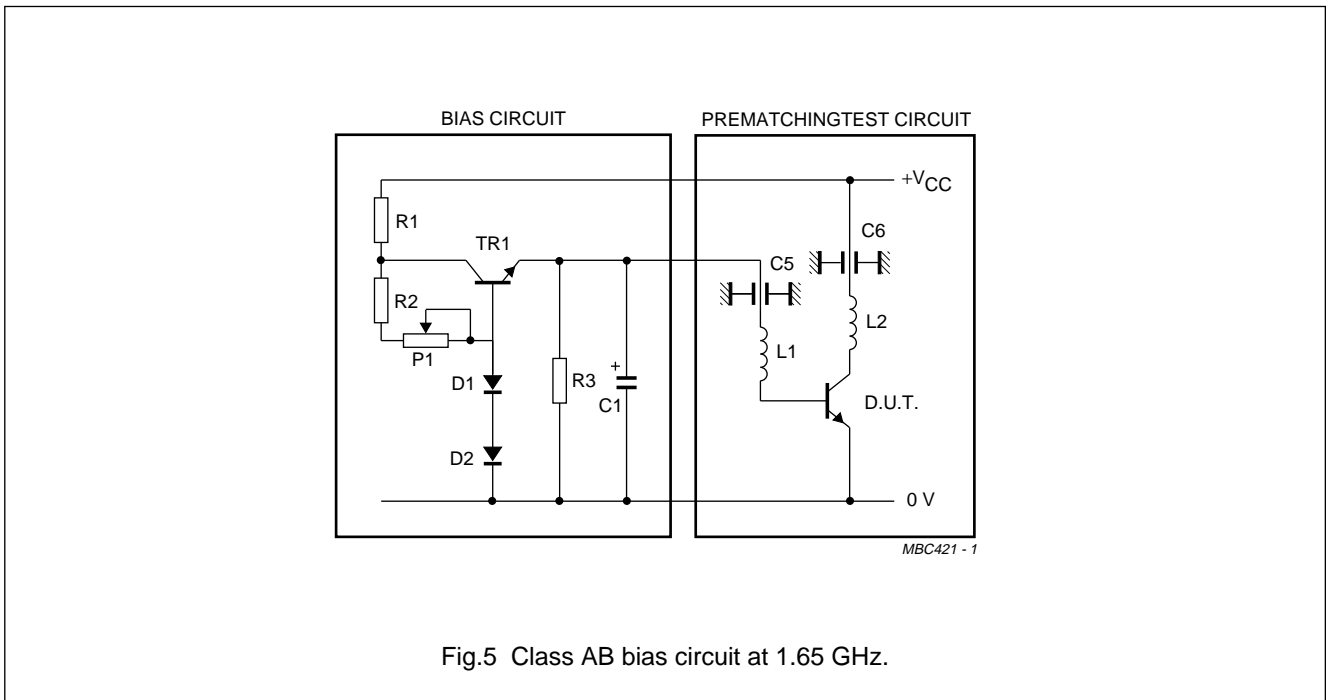 BIAS CIRCUIT
PREMATCHINGTEST CIRCUIT
+VCC
R1
C6
TR1
C5
R2
L2
P1
L1
D1
R3
+
C1
D.U.T.
D2
0 V
MBC421 - 1
Fig.5 Class AB bias circuit at 1.65 GHz.